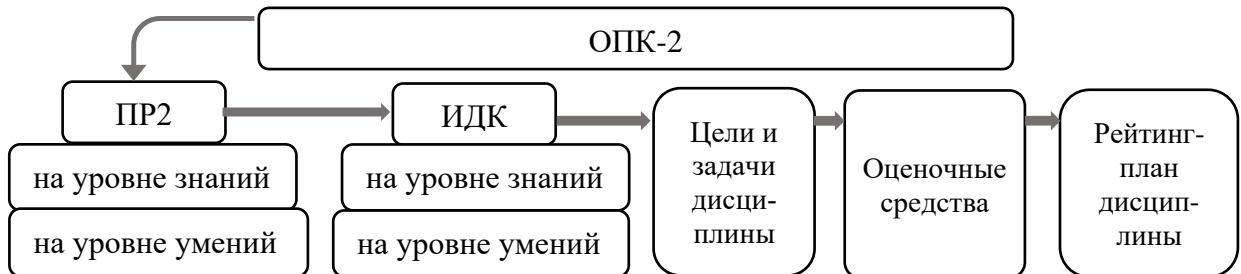 ОПК-2
ПР2
на уровне знаний
на уровне умений
ИДК
на уровне знаний
на уровне умений
Цели и
задачи
дисци-
плины
Оценочные
средства
Рейтинг-
план
дисцип-
лины